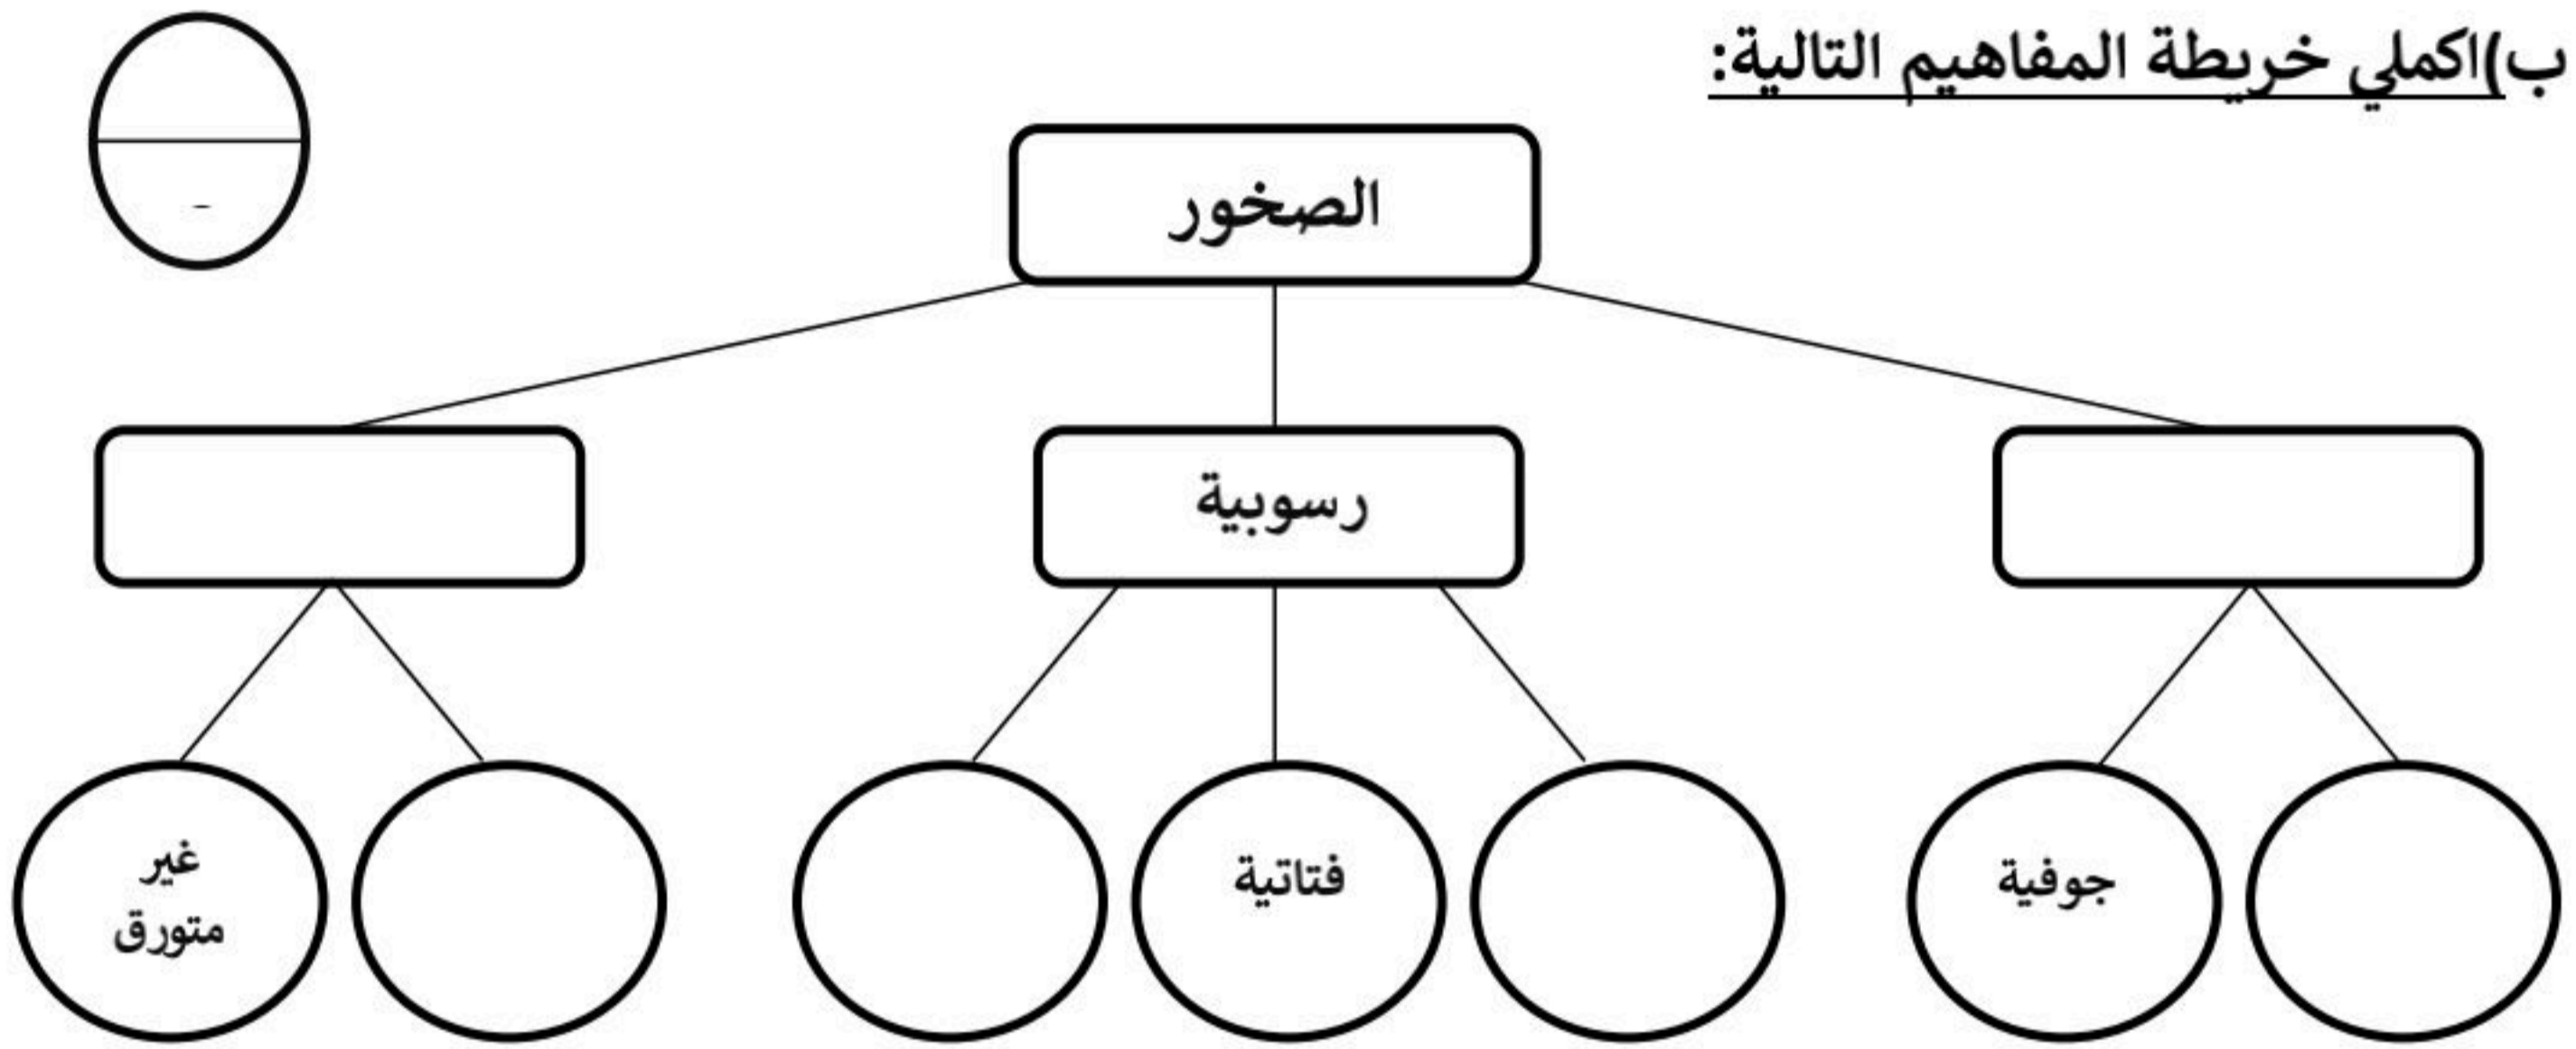 ب)اكملي خريطة المفاهيم التالية:
الصخور
رسوبية
جوفية
فتاتية
غير
متورق